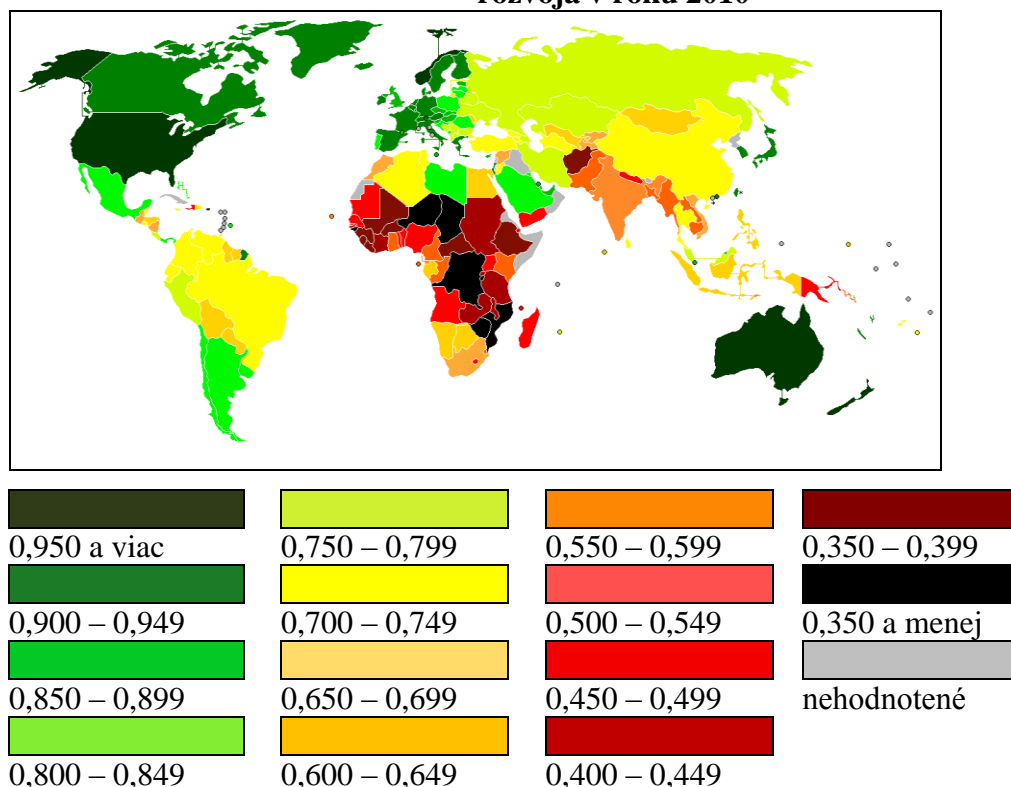 rozvoja v roku 2010
0,950 a viac
0,750 – 0,799
0,550 – 0,599
0,350 – 0,399
0,900 – 0,949
0,700 – 0,749
0,500 – 0,549
0,350 a menej
0,850 – 0,899
0,650 – 0,699
0,450 – 0,499
nehodnotené
0,800 – 0,849
0,600 – 0,649
0,400 – 0,449